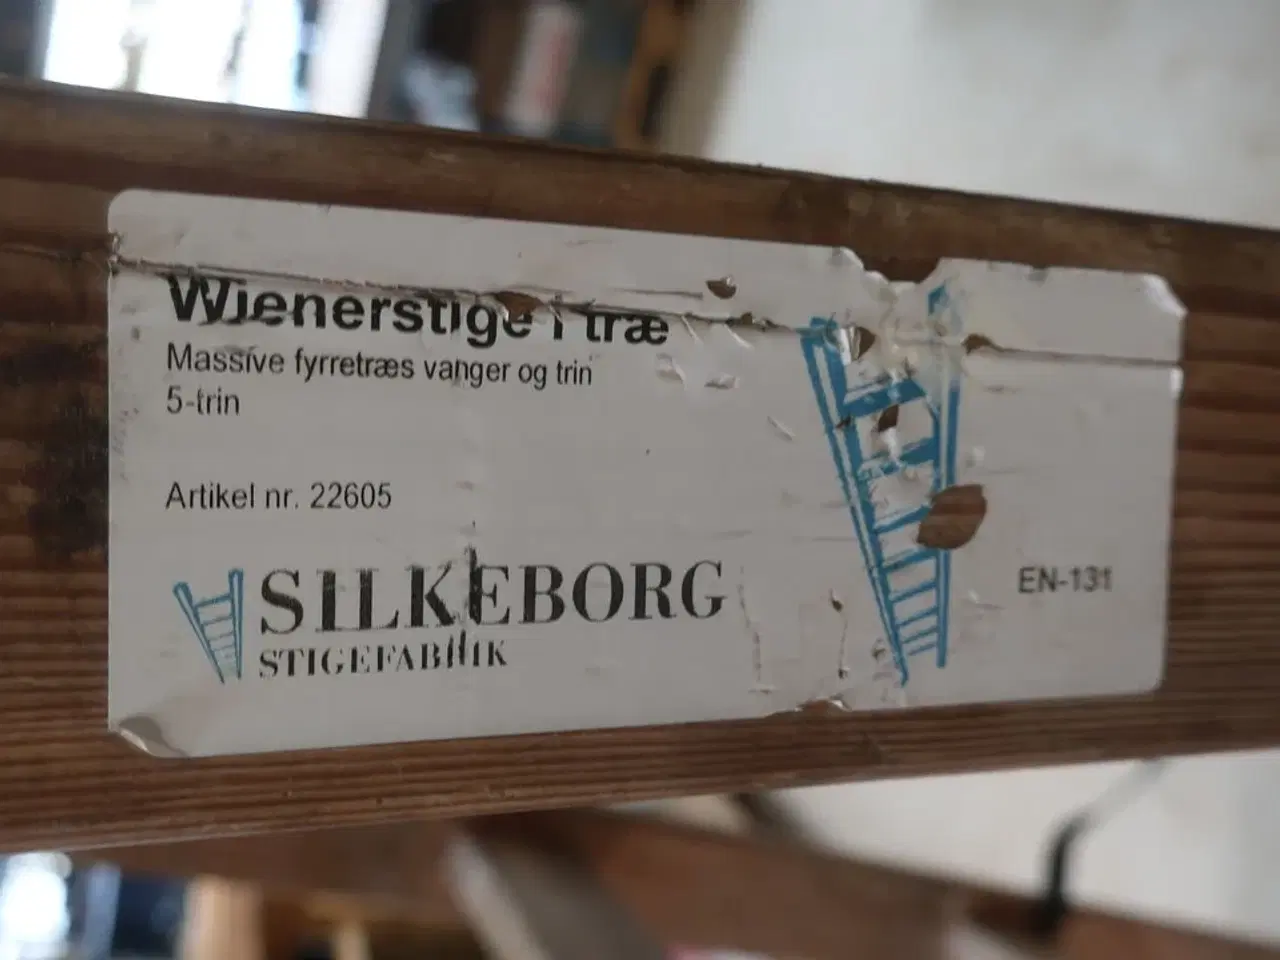 Wienerstige i træ
Massive fyrretræs vanger og trin
5-trin
Artikel nr. 22605
SILKEBORG
STIGEFABRIK
EN-131